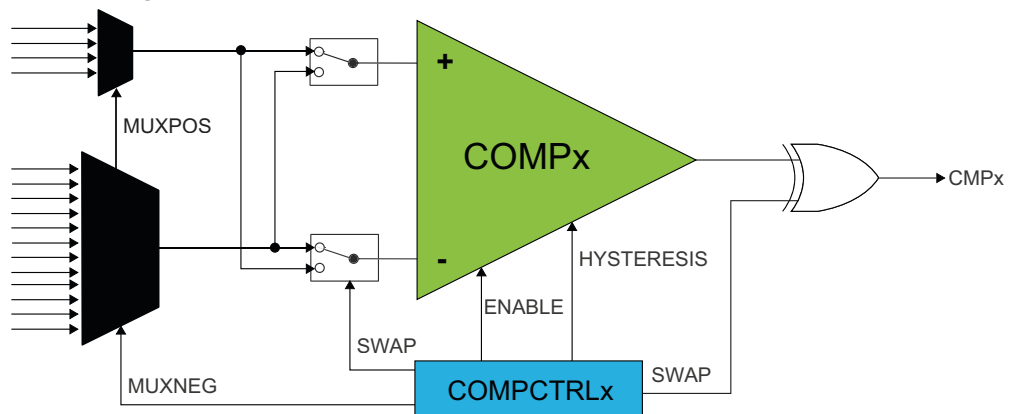 +
MUXPOS
COMPx
CMPx
-
HYSTERESIS
ENABLE
SWAP
MUXNEG
COMPCTRLx
SWAP